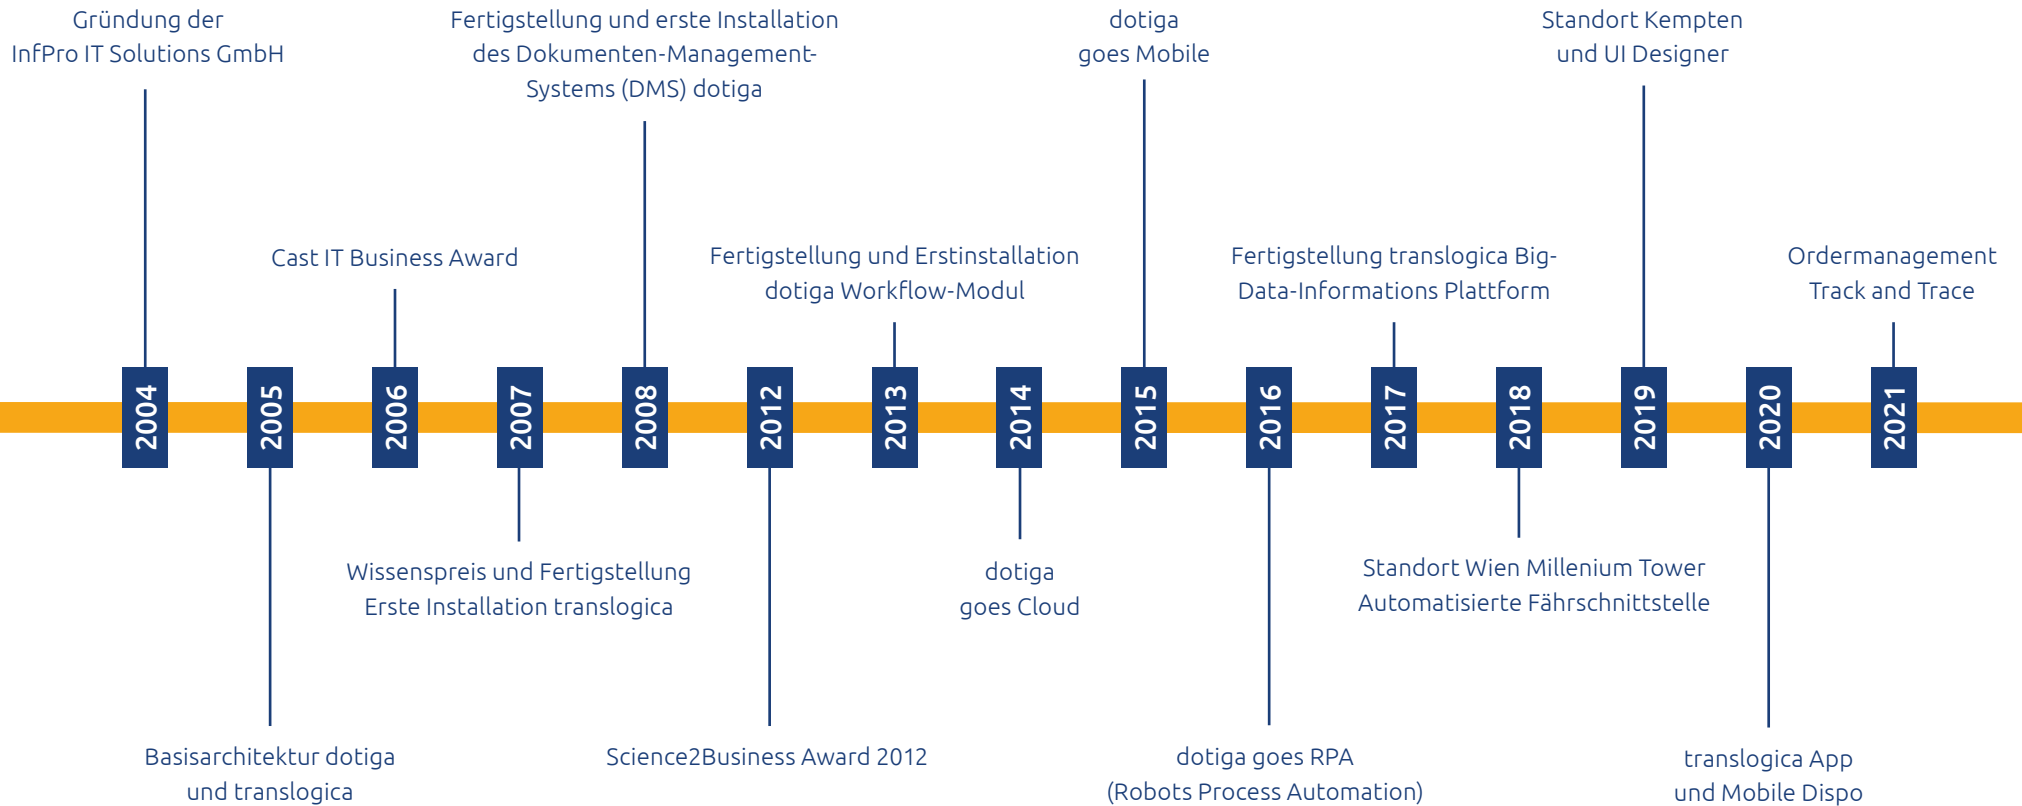 Gründung der
InfPro IT Solutions GmbH
Fertigstellung und erste Installation
des Dokumenten-Management-
Systems (DMS) dotiga
dotiga
goes Mobile
Standort Kempten
und UI Designer
Cast IT Business Award
Fertigstellung und Erstinstallation
dotiga Workflow-Modul
Fertigstellung translogica Big-
Data-Informations Plattform
Ordermanagement
Track and Trace
2004
2005
2006
2007
2008
2012
2013
2014
2015
2016
2017
2018
2019
2020
2021
Wissenspreis und Fertigstellung
Erste Installation translogica
dotiga
goes Cloud
Standort Wien Millenium Tower
Automatisierte Fährschnittstelle
Basisarchitektur dotiga
und translogica
Science2Business Award 2012
dotiga goes RPA
(Robots Process Automation)
translogica App
und Mobile Dispo